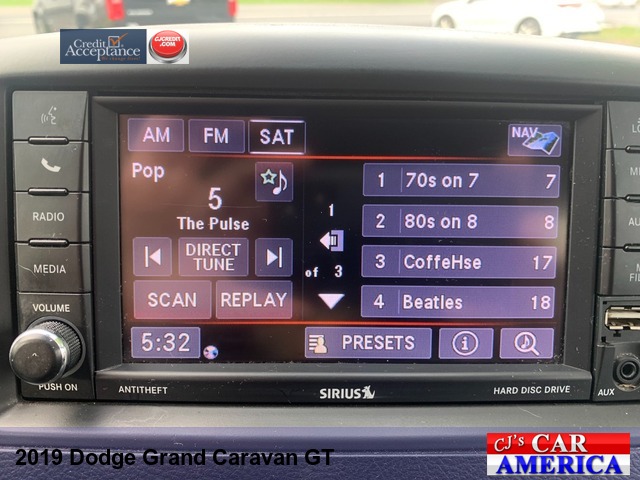 Credit Acceptance
We change lives!
CJCREDIT.COM
AM FM SAT NAV
Pop
5
The Pulse
DIRECT TUNE
SCAN REPLAY
1
of 3
1 70s on 7 7
2 80s on 8 8
3 CoffeHse 17
4 Beatles 18
5:32 PRESETS
RADIO
MEDIA
VOLUME
PUSH ON
ANTITHEFT
SIRIUS
HARD DISC DRIVE
AUX
2019 Dodge Grand Caravan GT
CJ's CAR
AMERICA